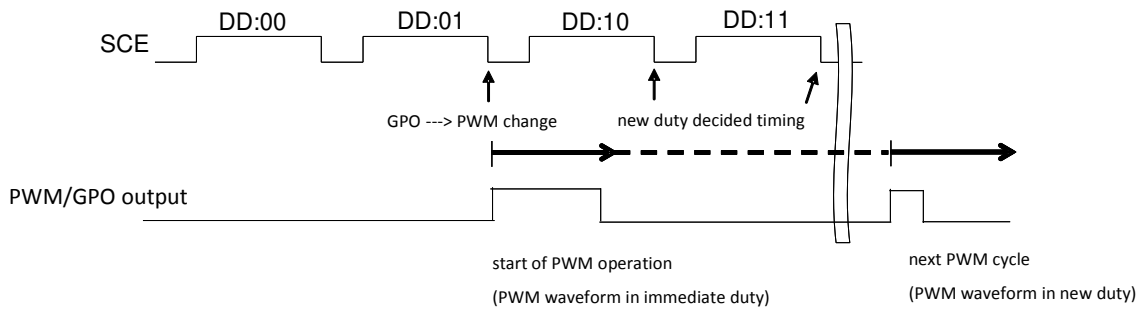 DD:00 DD:01 DD:10 DD:11
SCE
GPO ---> PWM change new duty decided timing
PWM/GPO output
start of PWM operation next PWM cycle
(PWM waveform in immediate duty) (PWM waveform in new duty)